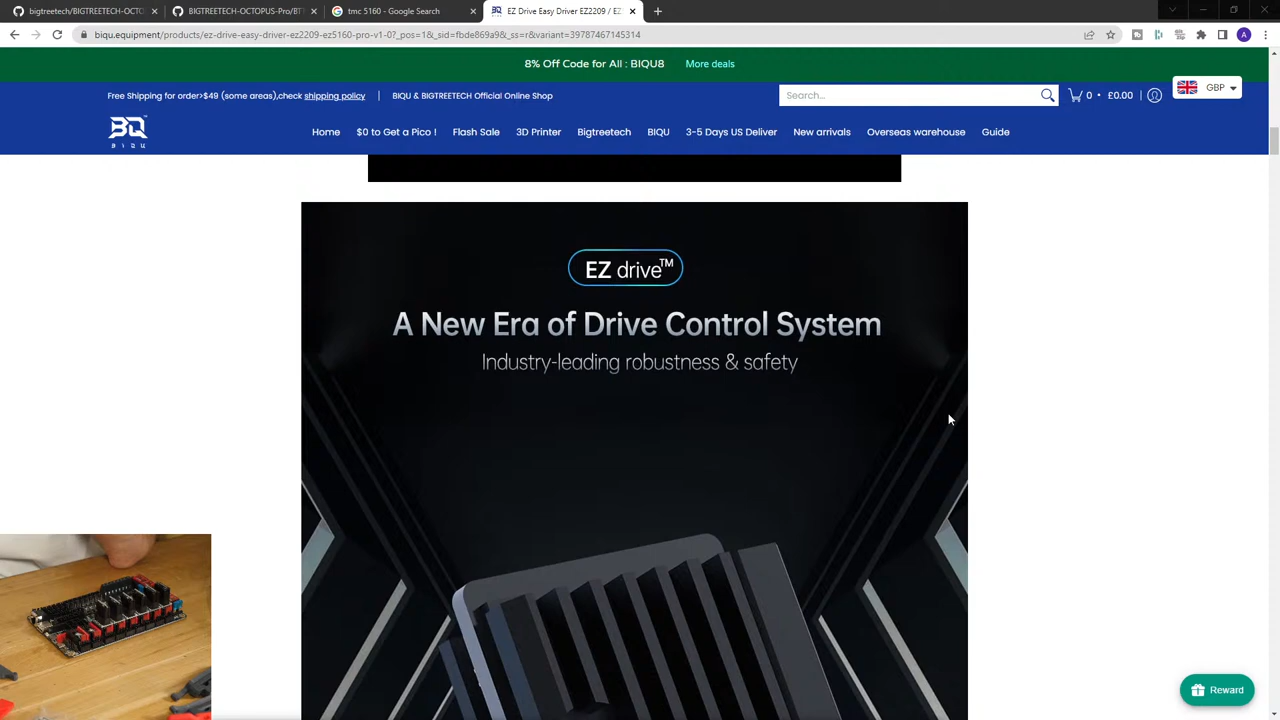 bigtreetech/BIGTREETECH-OCTO
BIGTREETECH-OCTOPUS-Pro/BT
tmc 5160 - Google Search
EZ Drive Easy Driver EZ2209 / EZ
biqu.equipment/products/ez-drive-easy-driver-ez2209-ez5160-pro-v1-0?_pos=1&_sid=fbde869a9&_ss=r&variant=39787467145314
A
8% Off Code for All : BIQU8 More deals
Free Shipping for order>$49 (some areas),check shipping policy
BIQU & BIGTREETECH Official Online Shop
Search...
0 • £0.00
GBP
BIQU
Home $0 to Get a Pico ! Flash Sale 3D Printer Bigtreetech BIQU 3-5 Days US Deliver New arrivals Overseas warehouse Guide
EZ drive™
A New Era of Drive Control System
Industry-leading robustness & safety
Reward